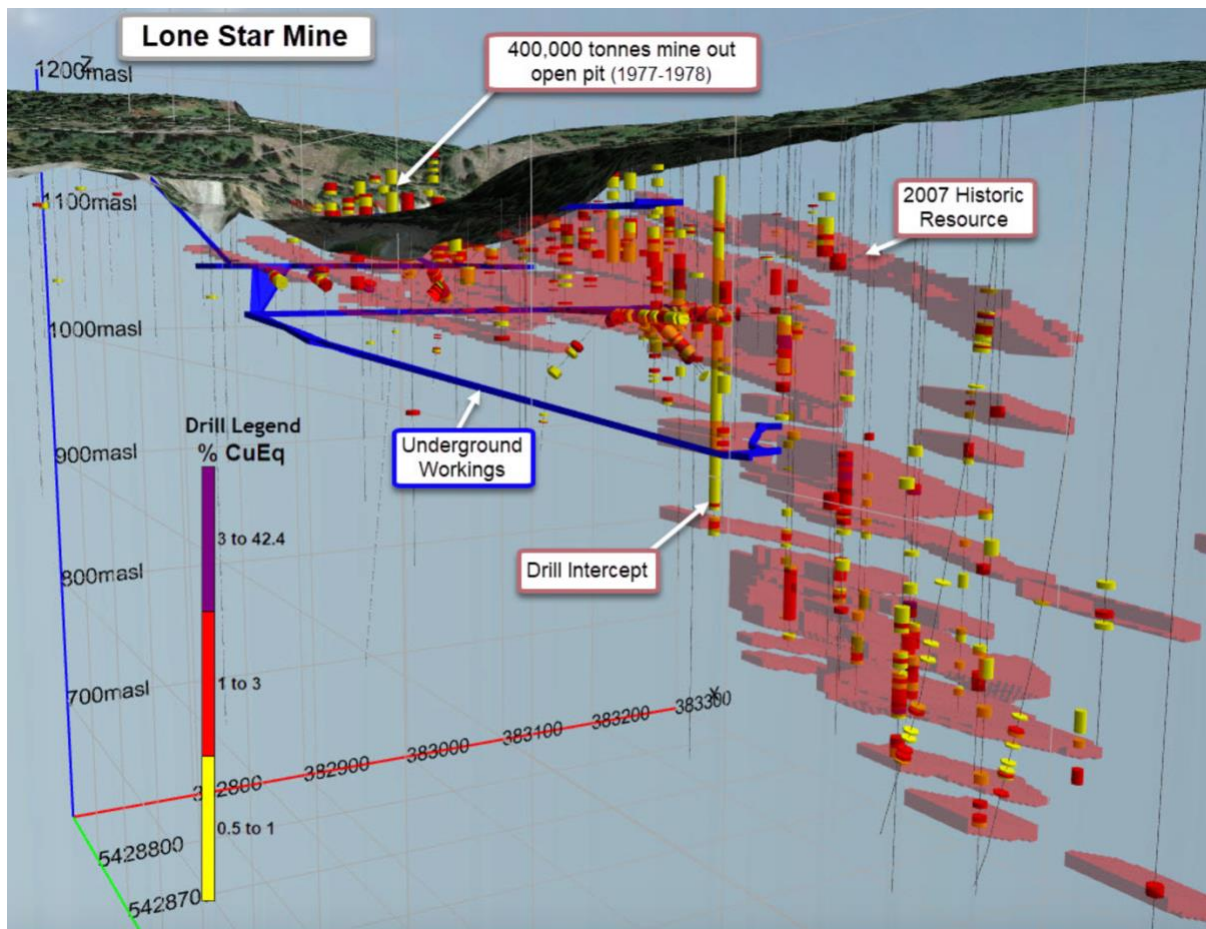 Lone Star Mine
400,000 tonnes mine out
open pit (1977-1978)
1200masl
Z
1100masl
2007 Historic
Resource
1000masl
Drill Legend
% CuEq
Underground
Workings
900masl
3 to 42.4
Drill Intercept
800masl
700masl
1 to 3
X
383300
383200
383100
383000
382900
2800
0.5 to 1
5428800
542870